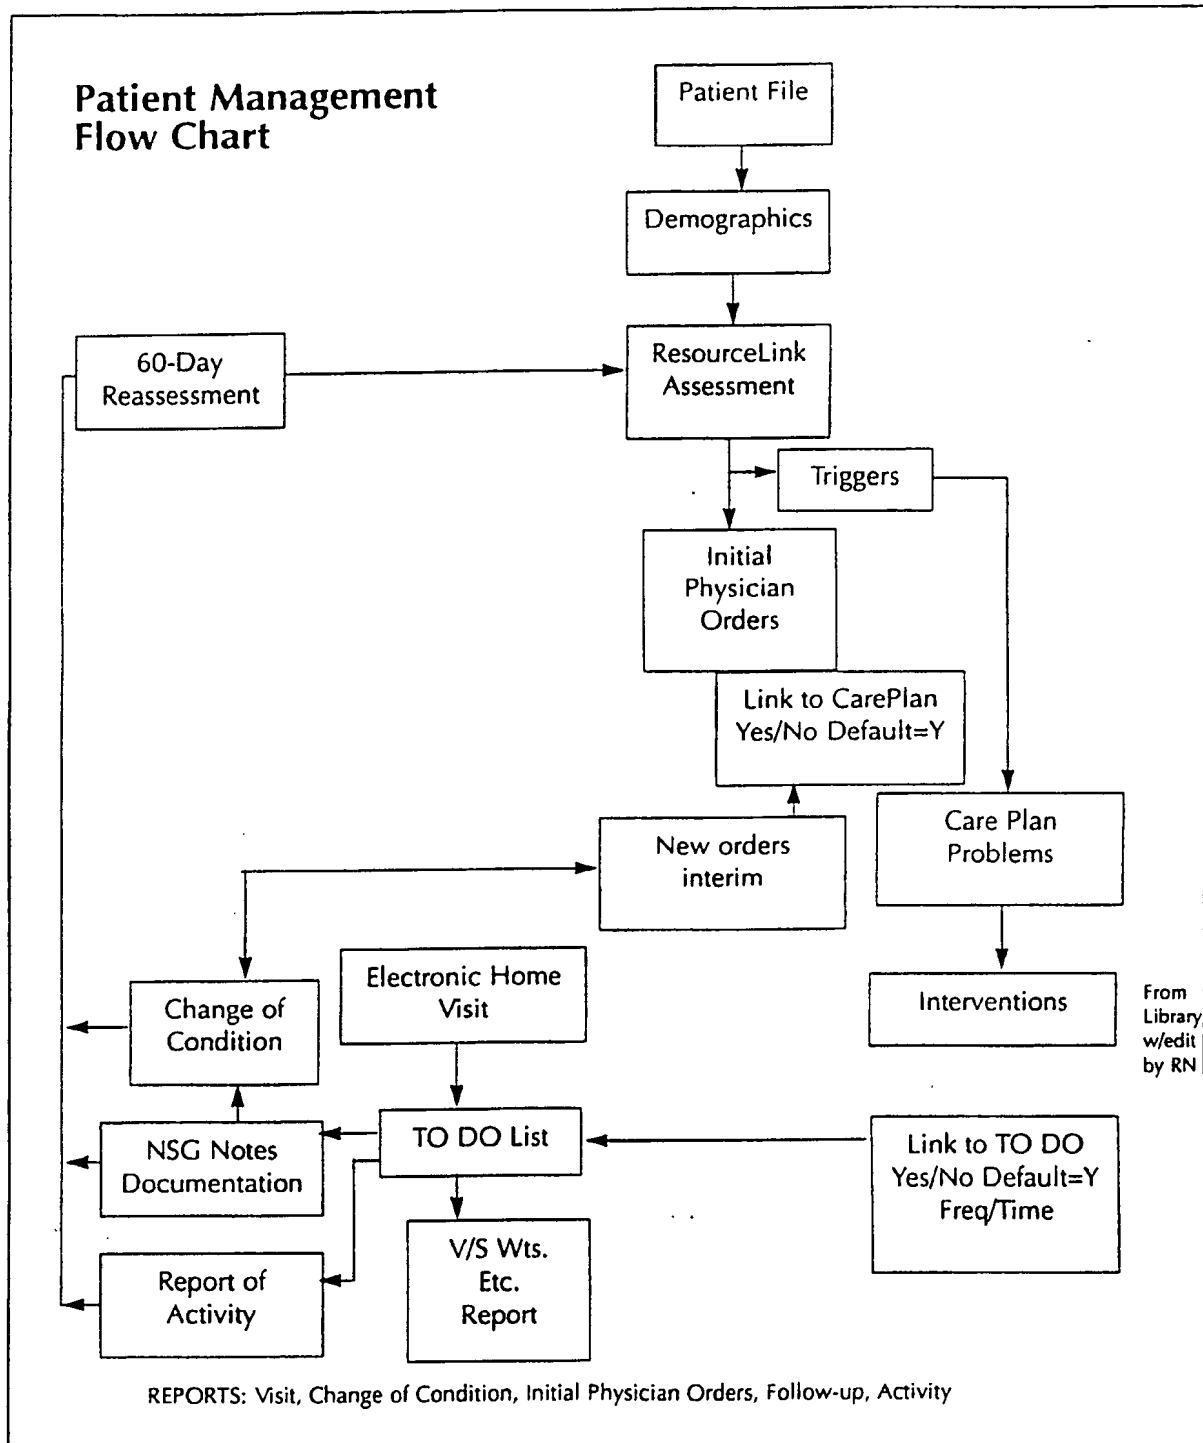 Patient Management
Flow Chart
Patient File
Demographics
60-Day
Reassessment
ResourceLink
Assessment
Triggers
Initial
Physician
Orders
Link to CarePlan
Yes/No Default=Y
New orders
interim
Care Plan
Problems
Electronic Home
Visit
Change of
Condition
Interventions
From
Library,
w/edit
by RN
TO DO List
NSG Notes
Documentation
Link to TO DO
Yes/No Default=Y
Freq/Time
V/S Wts.
Etc.
Report
Report of
Activity
REPORTS: Visit, Change of Condition, Initial Physician Orders, Follow-up, Activity